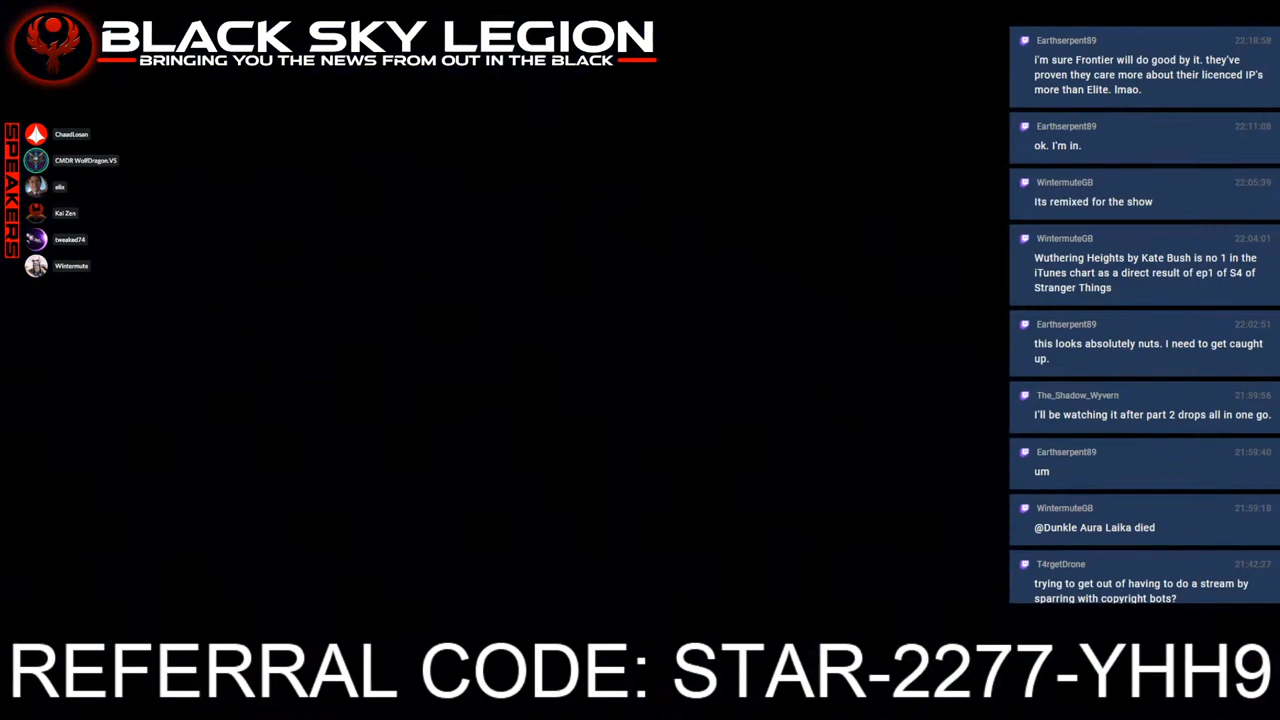 BLACK SKY LEGION
BRINGING YOU THE NEWS FROM OUT IN THE BLACK
SPEAKERS
ChaadLosan
CMDR WolfDragon.VS
elix
Kai Zen
tweaked74
Wintermute
Earthserpent89 22:18:58
i'm sure Frontier will do good by it. they've
proven they care more about their licenced IP's
more than Elite. lmao.
Earthserpent89 22:11:08
ok. I'm in.
WintermuteGB 22:05:39
Its remixed for the show
WintermuteGB 22:04:01
Wuthering Heights by Kate Bush is no 1 in the
iTunes chart as a direct result of ep1 of S4 of
Stranger Things
Earthserpent89 22:02:51
this looks absolutely nuts. I need to get caught
up.
The_Shadow_Wyvern 21:59:56
I'll be watching it after part 2 drops all in one go.
Earthserpent89 21:59:40
um
WintermuteGB 21:59:18
@Dunkle Aura Laika died
T4rgetDrone 21:42:27
trying to get out of having to do a stream by
sparring with copyright bots?
REFERRAL CODE: STAR-2277-YHH9